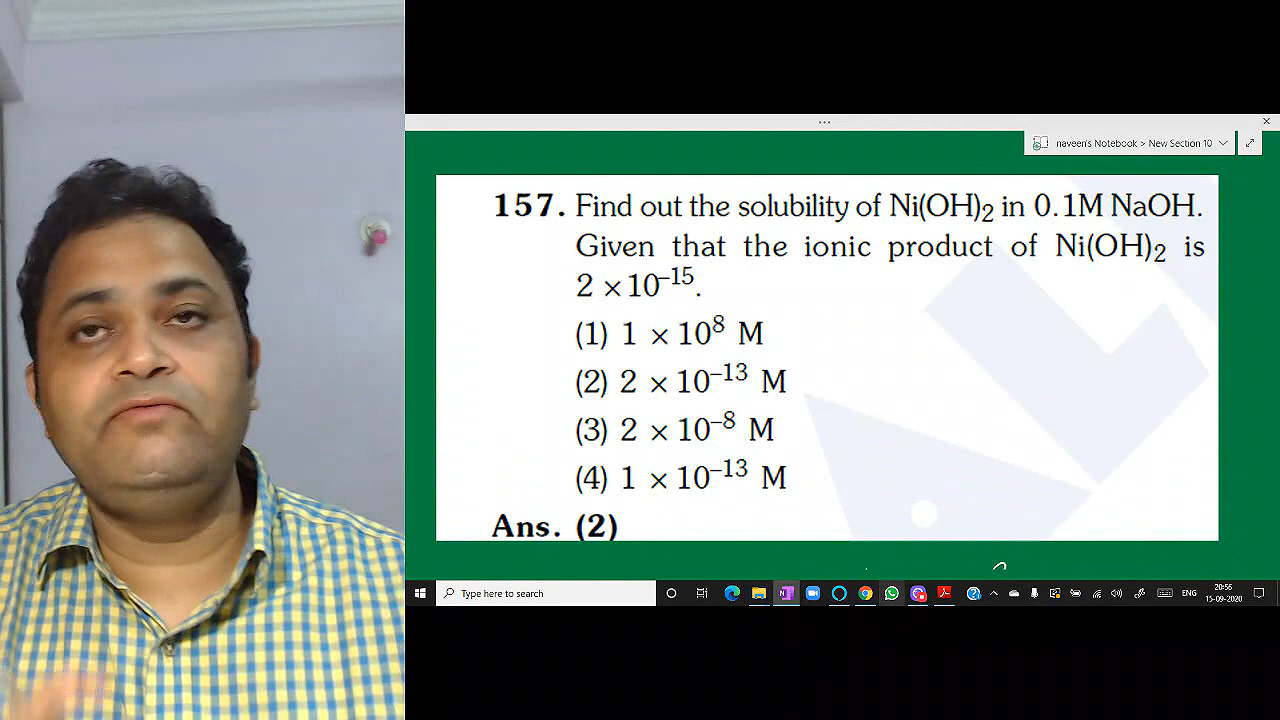 naveen's Notebook > New Section 10
157. Find out the solubility of Ni(OH)₂ in 0.1M NaOH.
Given that the ionic product of Ni(OH)₂ is
2 × 10⁻¹⁵.
(1) 1 × 10⁸ M
(2) 2 × 10⁻¹³ M
(3) 2 × 10⁻⁸ M
(4) 1 × 10⁻¹³ M
Ans. (2)
Type here to search
ENG
20:56
15-09-2020